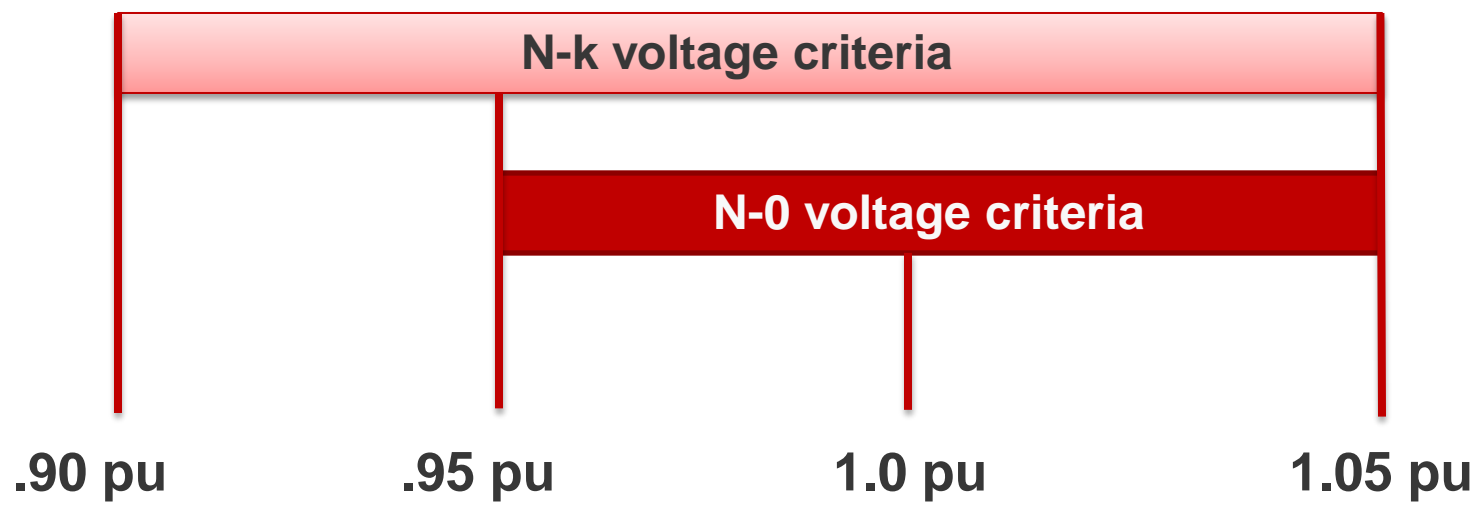 N-k voltage criteria
N-0 voltage criteria
.90 pu .95 pu 1.0 pu 1.05 pu